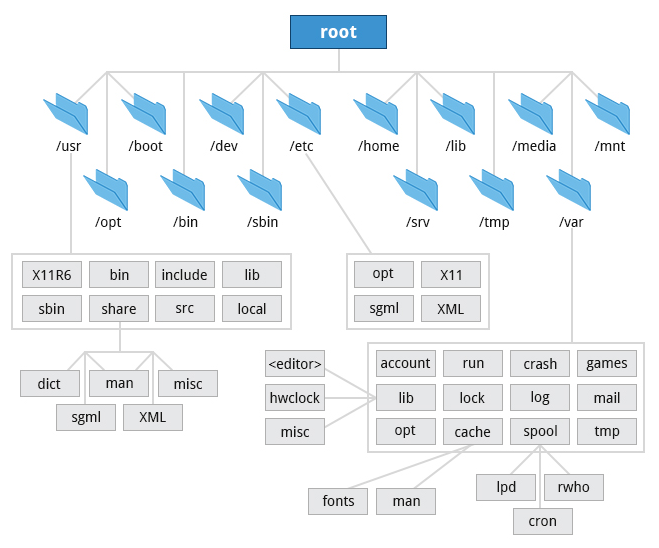 root
/usr
/boot
/dev
/etc
/home
/lib
/media
/mnt
/opt
/bin
/sbin
/srv
/tmp
/var
X11R6
bin
include
lib
sbin
share
src
local
opt
X11
sgml
XML
dict
man
misc
sgml
XML
<editor>
hwclock
misc
account
run
crash
games
lib
lock
log
mail
opt
cache
spool
tmp
fonts
man
lpd
rwho
cron